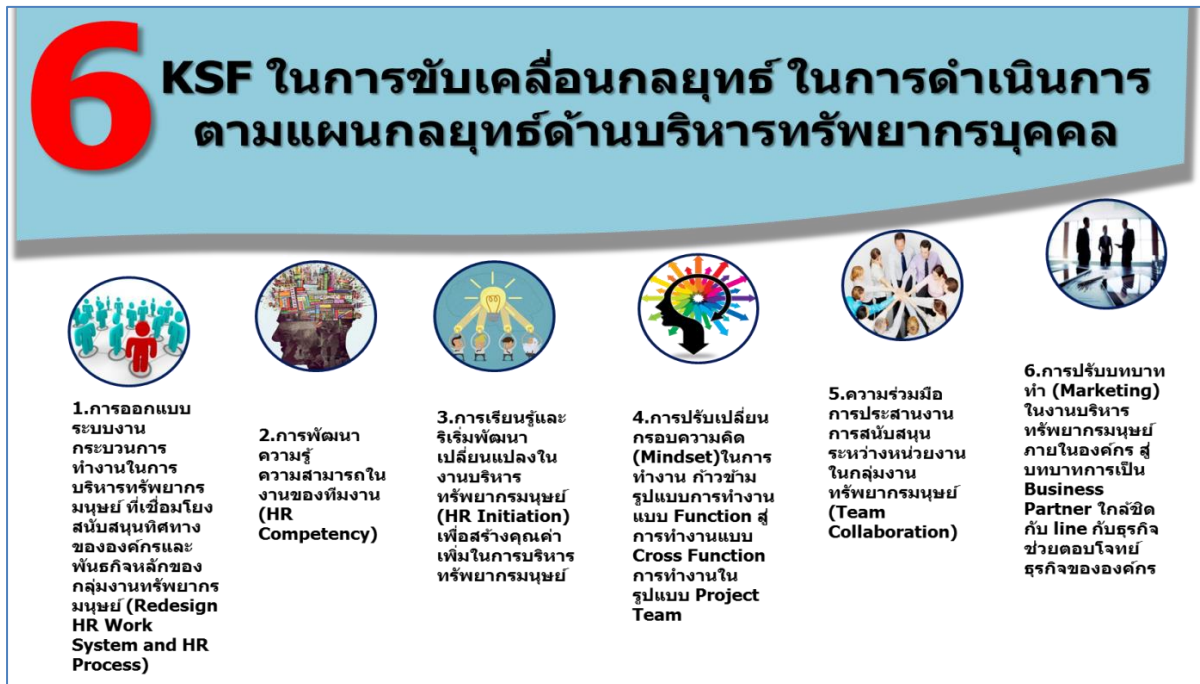 6
KSF ในการขับเคลื่อนกลยุทธ์ ในการดำเนินการ
ตามแผนกลยุทธ์ด้านบริหารทรัพยากรบุคคล
1.การออกแบบ
ระบบงาน
กระบวนการ
ทำงานในการ
บริหารทรัพยากร
มนุษย์ ที่เชื่อมโยง
สนับสนุนทิศทาง
ขององค์กรและ
พันธกิจหลักของ
กลุ่มงานทรัพยากร
มนุษย์ (Redesign
HR Work
System and HR
Process)
2.การพัฒนา
ความรู้
ความสามารถใน
งานของทีมงาน
(HR
Competency)
3.การเรียนรู้และ
ริเริ่มพัฒนา
เปลี่ยนแปลงใน
งานบริหาร
ทรัพยากรมนุษย์
(HR Initiation)
เพื่อสร้างคุณค่า
เพิ่มในการบริหาร
ทรัพยากรมนุษย์
4.การปรับเปลี่ยน
กรอบความคิด
(Mindset)ในการ
ทำงาน ก้าวข้าม
รูปแบบการทำงาน
แบบ Function สู่
การทำงานแบบ
Cross Function
การทำงานใน
รูปแบบ Project
Team
5.ความร่วมมือ
การประสานงาน
การสนับสนุน
ระหว่างหน่วยงาน
ในกลุ่มงาน
ทรัพยากรมนุษย์
(Team
Collaboration)
6.การปรับบทบาท
ทำ (Marketing)
ในงานบริหาร
ทรัพยากรมนุษย์
ภายในองค์กร สู่
บทบาทการเป็น
Business
Partner ใกล้ชิด
กับ line กับธุรกิจ
ช่วยตอบโจทย์
ธุรกิจขององค์กร